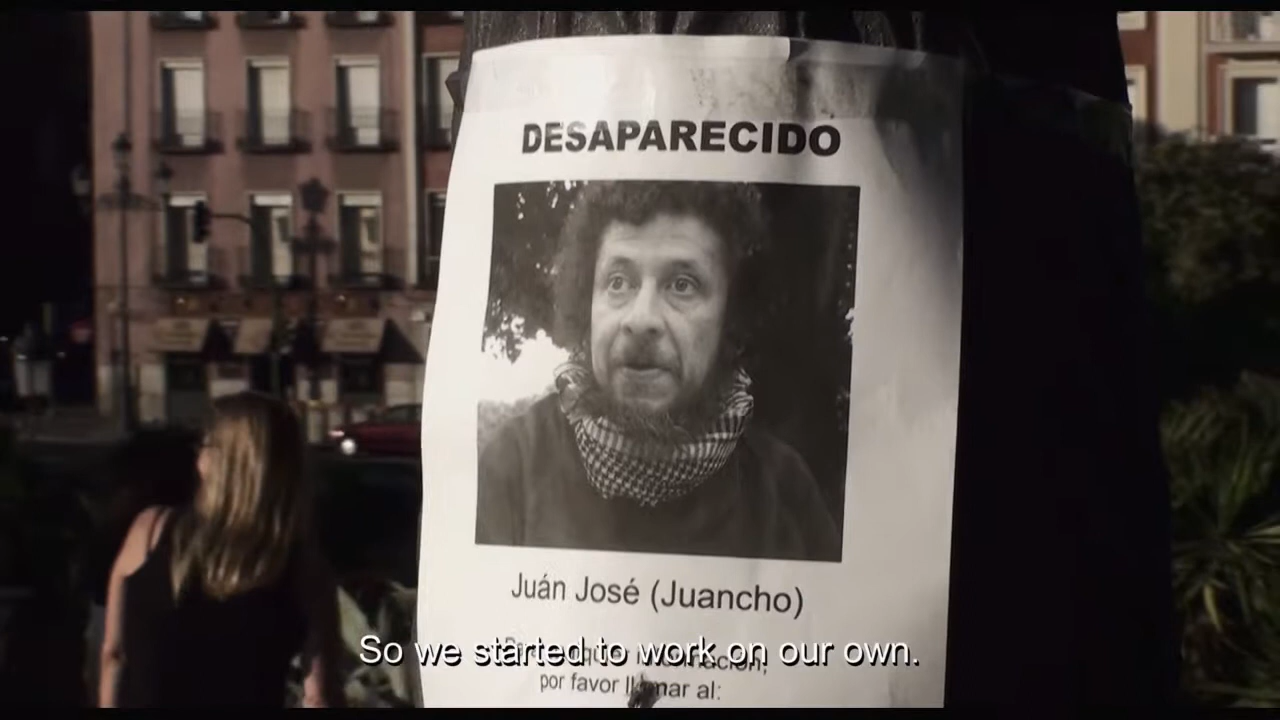 DESAPARECIDO
Juán José (Juancho)
So we started to work on our own.
por favor llamar al: